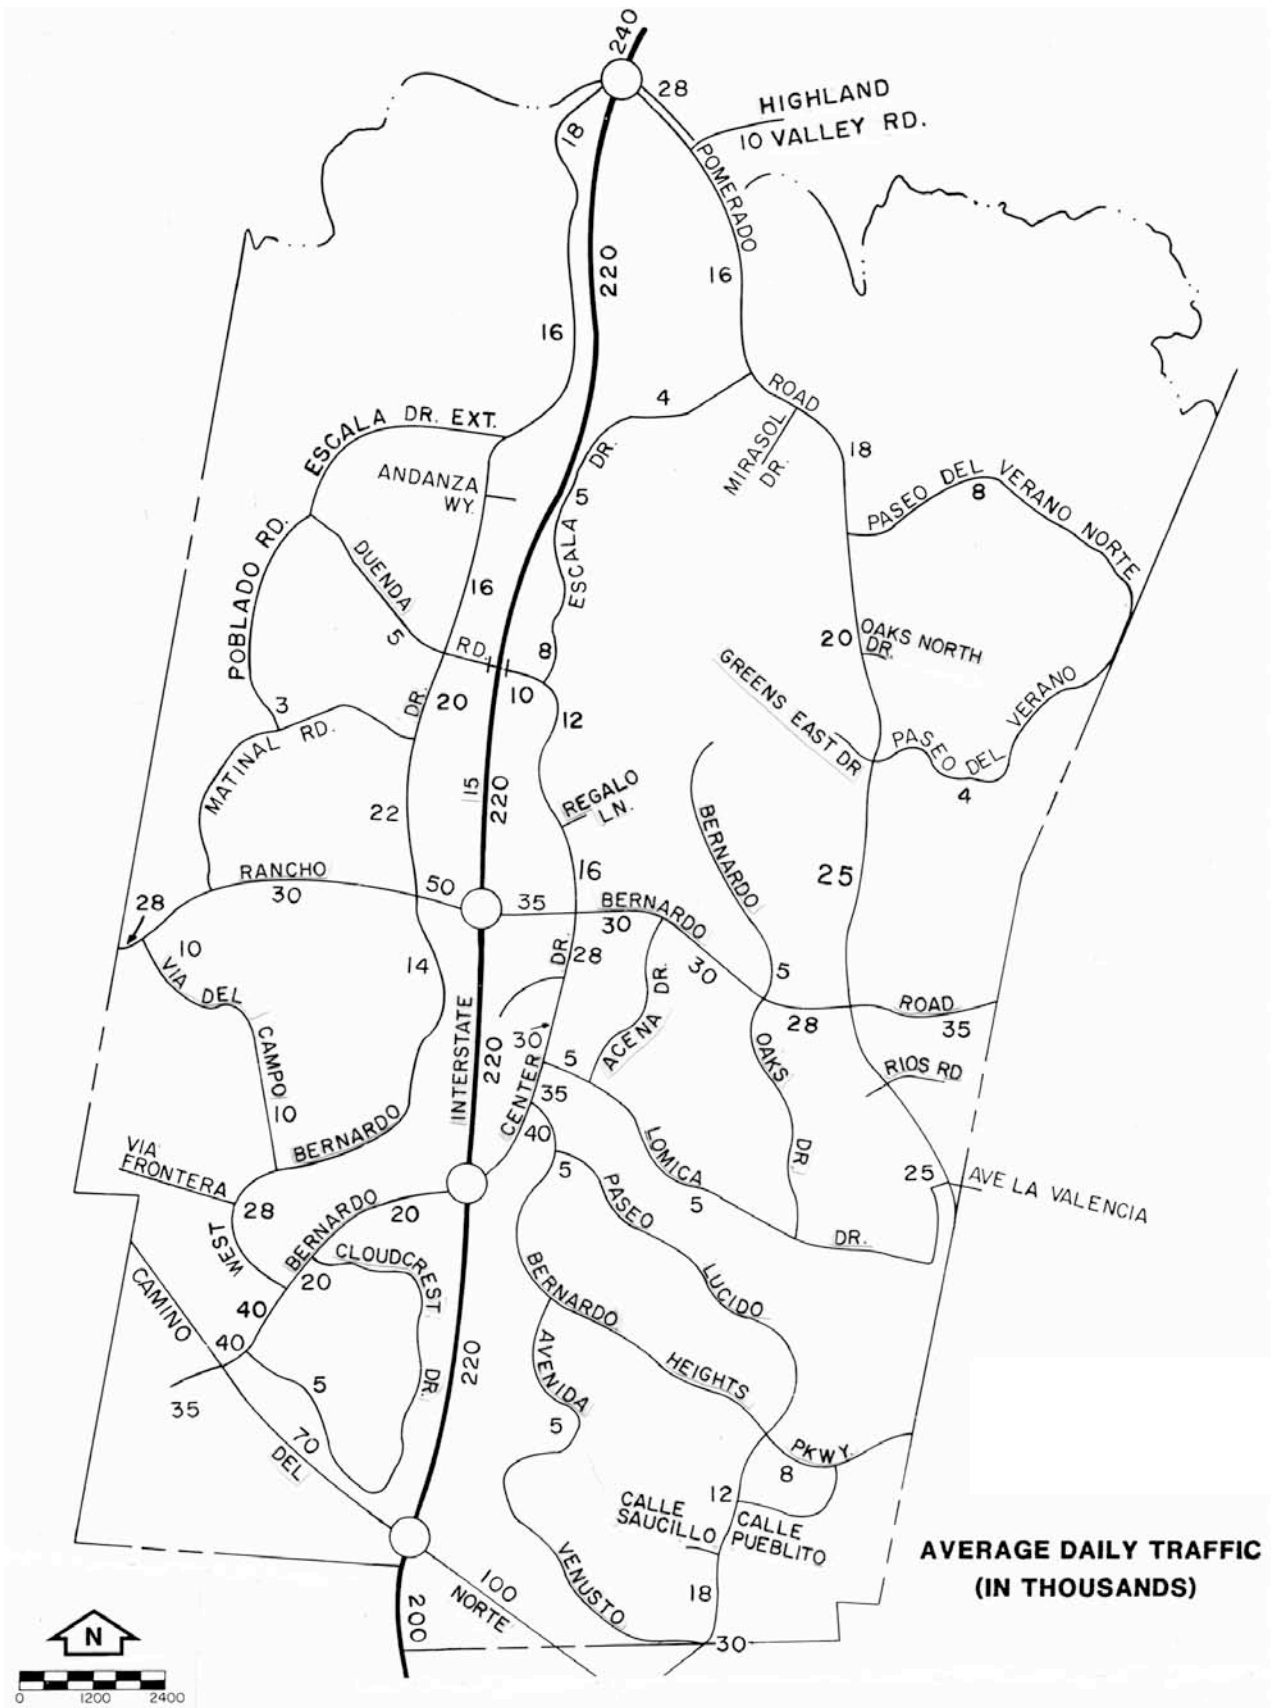 240
28
HIGHLAND
10 VALLEY RD.
18
POMERADO
220
16
16
ROAD
4
ESCALA DR. EXT.
MIRASOL
DR.
18
ANDANZA
WY.
ESCALA 5 DR.
PASEO DEL VERANO NORTE
8
POBLADO RD.
DUENDA
5
16
RD.
8
20
OAKS NORTH
DR.
GREENS EAST DR
10
20
DR.
12
3
MATINAL RD.
PASEO DEL VERANO
4
22
115
220
REGALO
LN.
BERNARDO
16
25
RANCHO
30
50
35
BERNARDO
30
28
10
VIA DEL
CAMPO
10
14
DR.
28
ACENA DR.
30
5
28
ROAD
35
INTERSTATE
220
30
CENTER
5
35
40
OAKS
DR.
RIOS RD
BERNARDO
VIA
FRONTERA
28
WEST
BERNARDO
20
5
LOMICA
5
DR.
25
AVE LA VALENCIA
PASEO
LUCIDO
CLOUDCREST
DR.
20
40
40
CAMINO
35
5
70
DEL
220
BERNARDO
HEIGHTS
PKWY.
8
AVENIDA
5
12
CALLE
SAUCILLO
CALLE
PUEBLITO
VENUSTO
18
30
100
NORTE
200
AVERAGE DAILY TRAFFIC
(IN THOUSANDS)
N
0 1200 2400